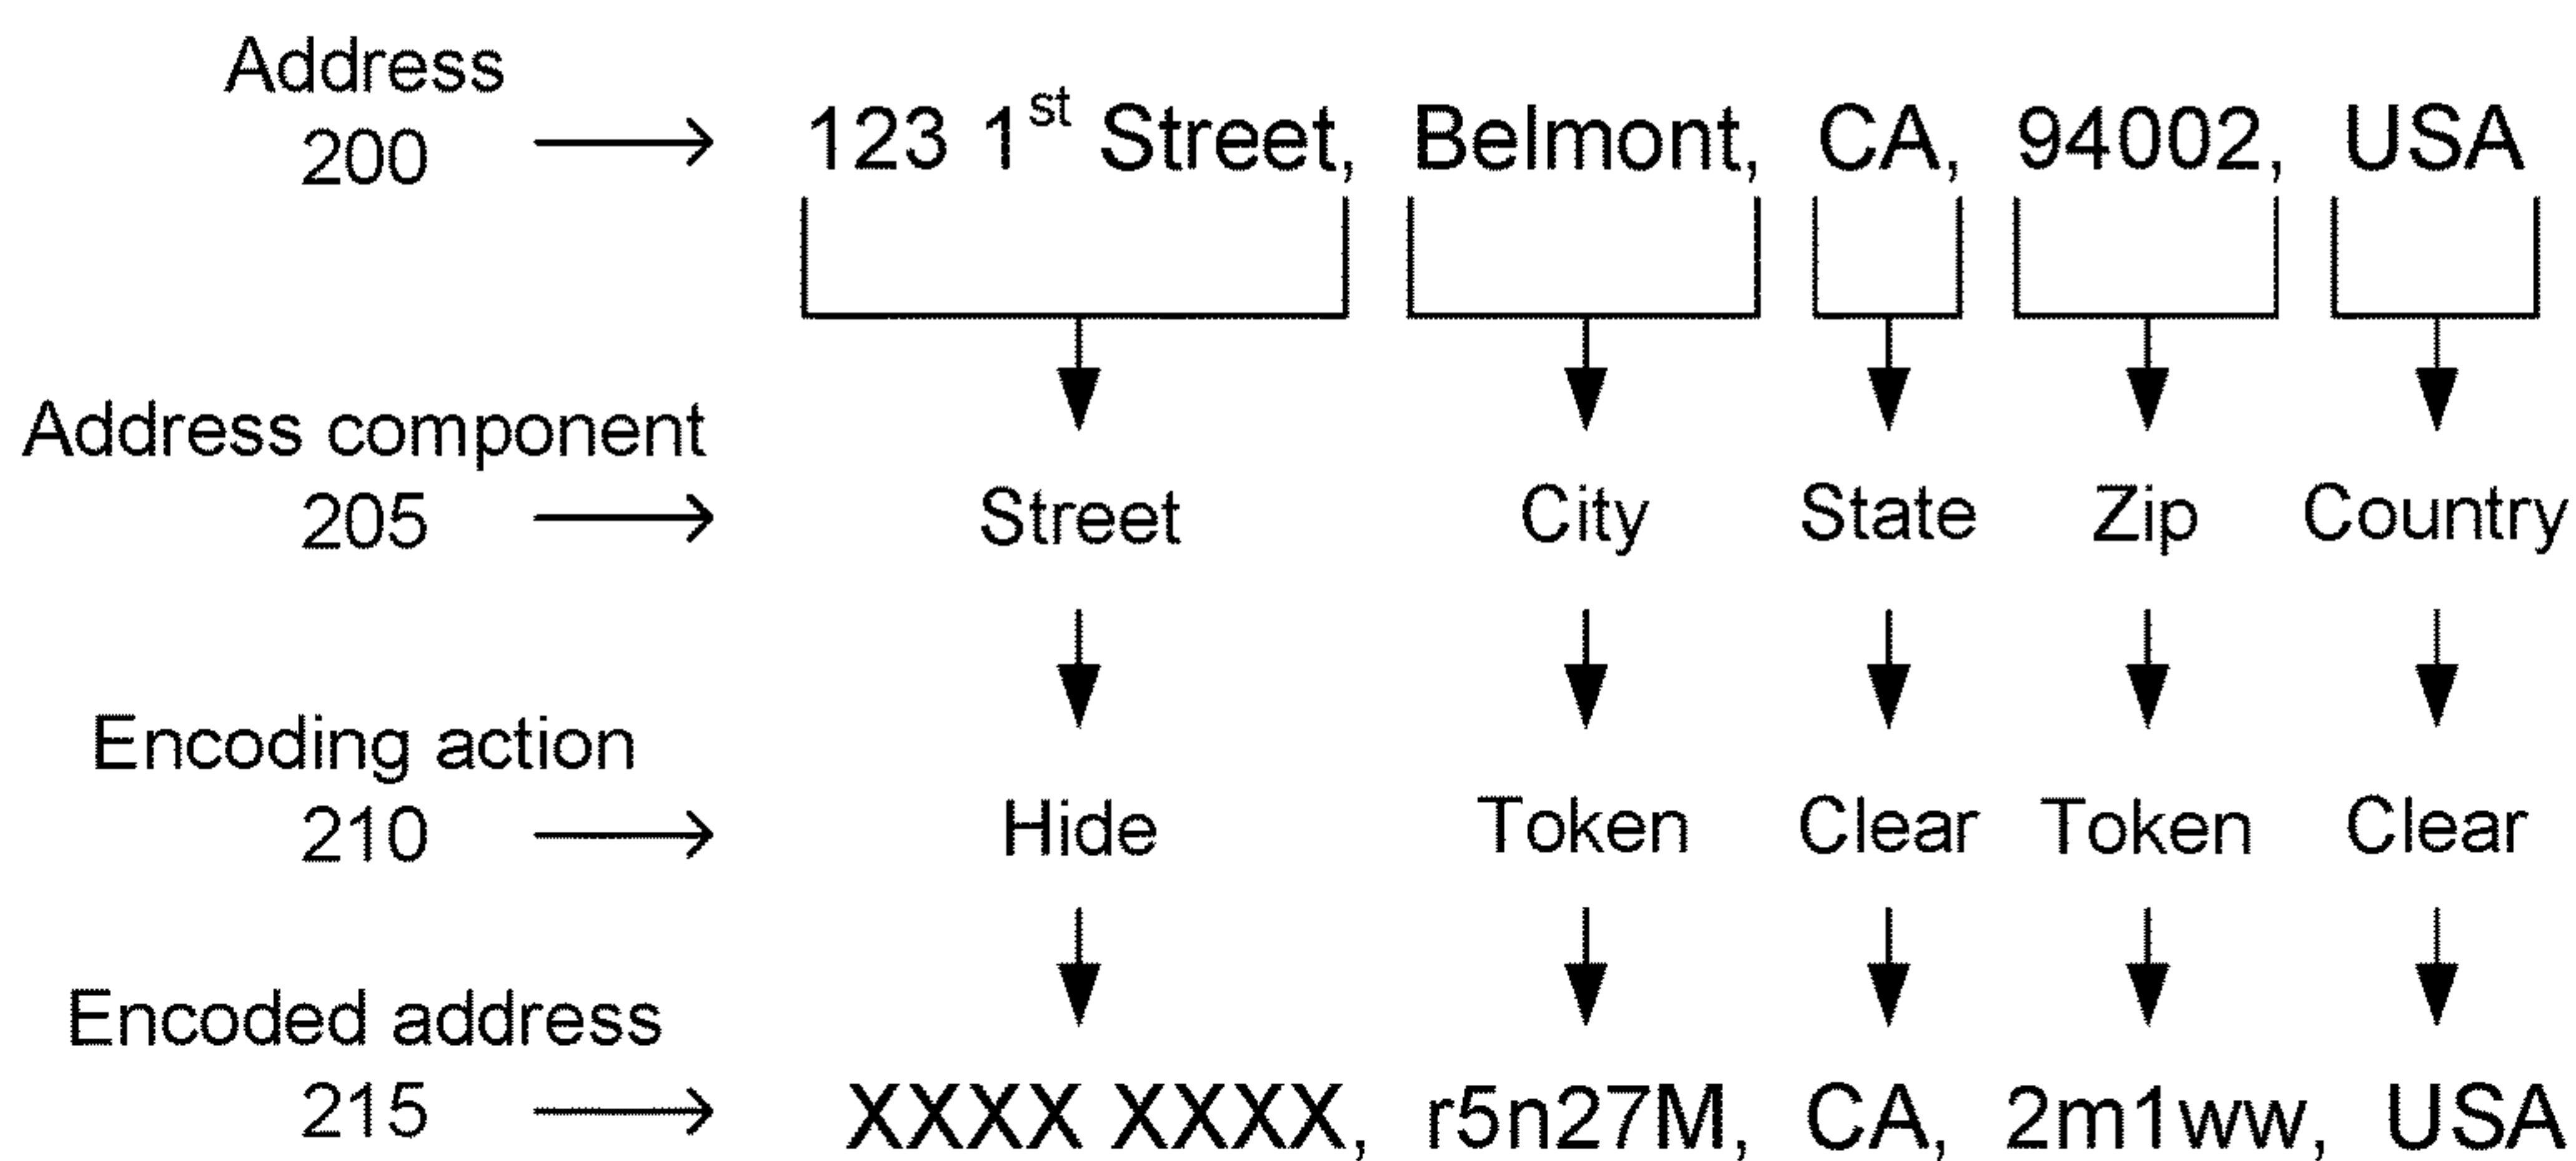 Address
200 → 123 1st Street, Belmont, CA, 94002, USA
Address component
205 → Street City State Zip Country
Encoding action
210 → Hide Token Clear Token Clear
Encoded address
215 → XXXX XXXX, r5n27M, CA, 2m1ww, USA